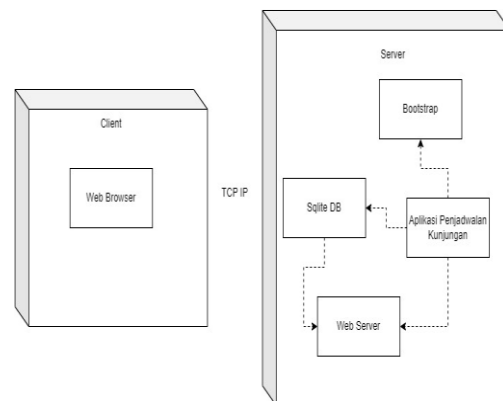 Client
Web Browser
TCP IP
Server
Bootstrap
Sqlite DB
Aplikasi Penjadwalan
Kunjungan
Web Server